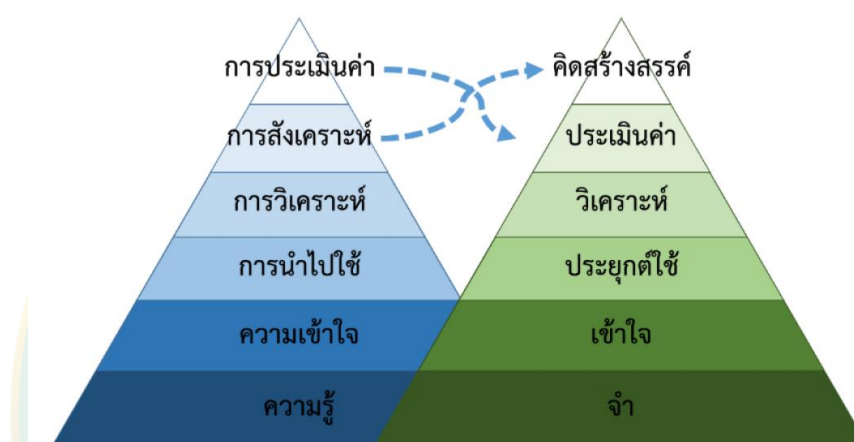 การประเมินค่า
การสังเคราะห์
การวิเคราะห์
การนำไปใช้
ความเข้าใจ
ความรู้
คิดสร้างสรรค์
ประเมินค่า
วิเคราะห์
ประยุกต์ใช้
เข้าใจ
จำ